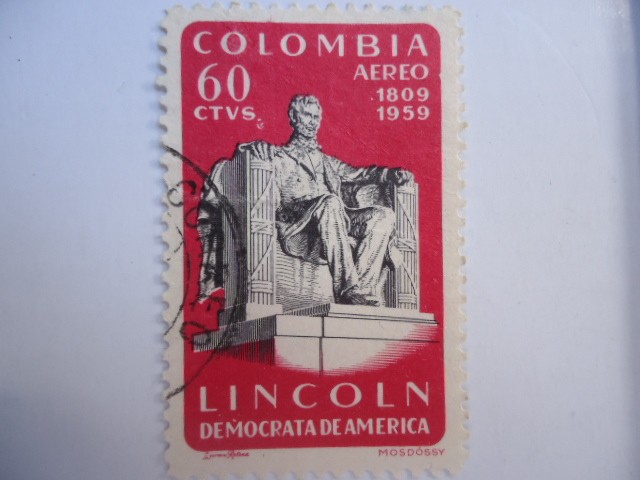 COLOMBIA
60 AEREO
CTVS. 1809
1959
LINCOLN
DEMOCRATA DE AMERICA
MOSDÓSSY